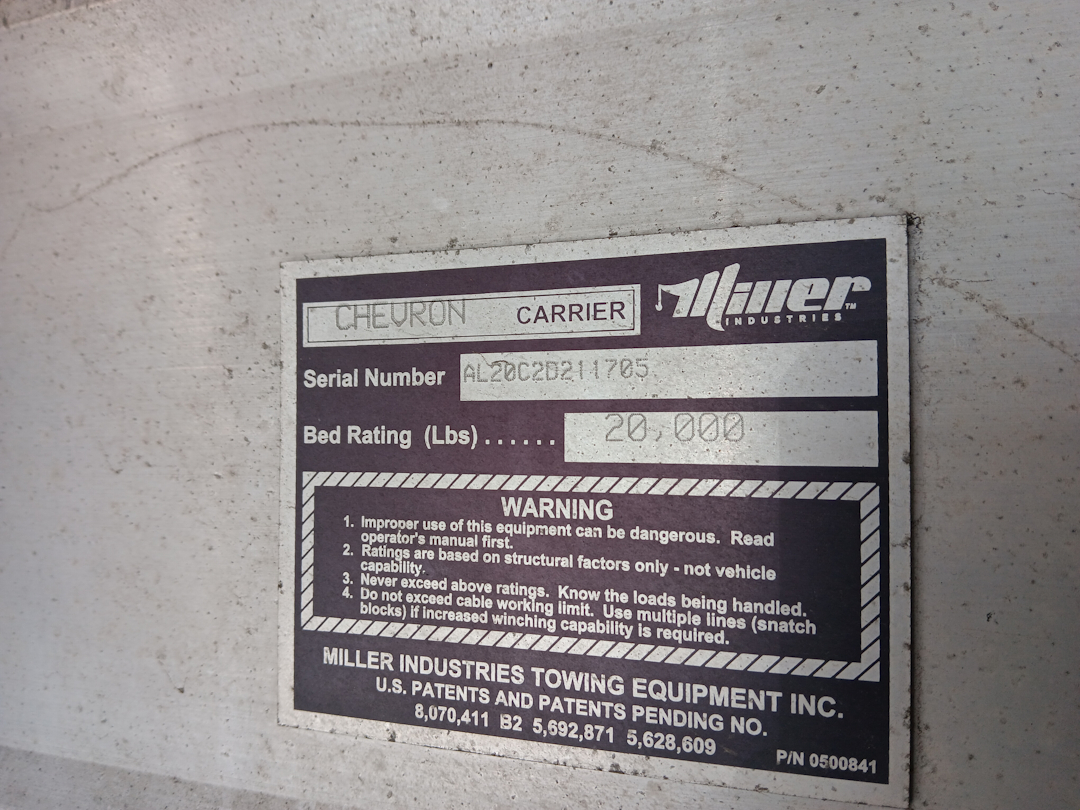 CHEVRON CARRIER
Miller
INDUSTRIES™
Serial Number AL20C2D211705
Bed Rating (Lbs) ...... 20,000
WARNING
1. Improper use of this equipment can be dangerous. Read
operator's manual first.
2. Ratings are based on structural factors only - not vehicle
capability.
3. Never exceed above ratings. Know the loads being handled.
4. Do not exceed cable working limit. Use multiple lines (snatch
blocks) if increased winching capability is required.
MILLER INDUSTRIES TOWING EQUIPMENT INC.
U.S. PATENTS AND PATENTS PENDING NO.
8,070,411 B2 5,692,871 5,628,609
P/N 0500841